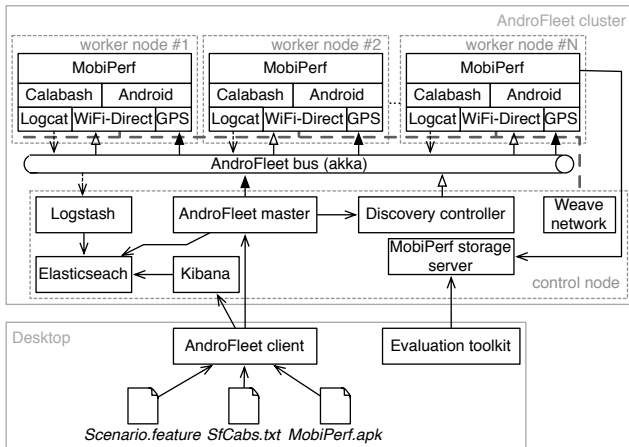 AndroFleet cluster
worker node #1 worker node #2 worker node #N
MobiPerf MobiPerf MobiPerf
Calabash Android Calabash Android Calabash Android
Logcat WiFi-Direct GPS Logcat WiFi-Direct GPS Logcat WiFi-Direct GPS
AndroFleet bus (akka)
Logstash AndroFleet master Discovery controller Weave network
Elasticseach Kibana MobiPerf storage server
control node
Desktop
AndroFleet client Evaluation toolkit
Scenario.feature SfCabs.txt MobiPerf.apk